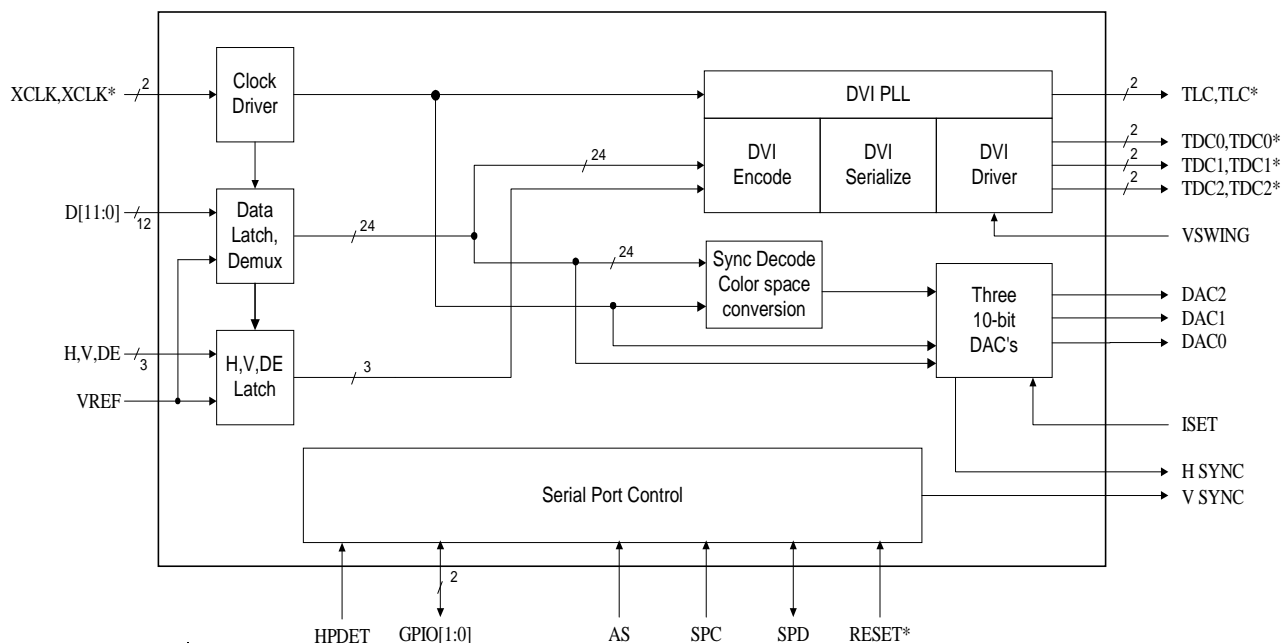 XCLK,XCLK*
2
Clock
Driver
DVI PLL
2
TLC,TLC*
DVI
Encode
DVI
Serialize
DVI
Driver
2
TDC0,TDC0*
2
TDC1,TDC1*
2
TDC2,TDC2*
24
D[11:0]
12
Data
Latch,
Demux
24
VSWING
24
Sync Decode
Color space
conversion
Three
10-bit
DAC's
DAC2
DAC1
DAC0
H,V,DE
3
H,V,DE
Latch
3
VREF
ISET
H SYNC
Serial Port Control
V SYNC
2
HPDET
GPIO[1:0]
AS
SPC
SPD
RESET*